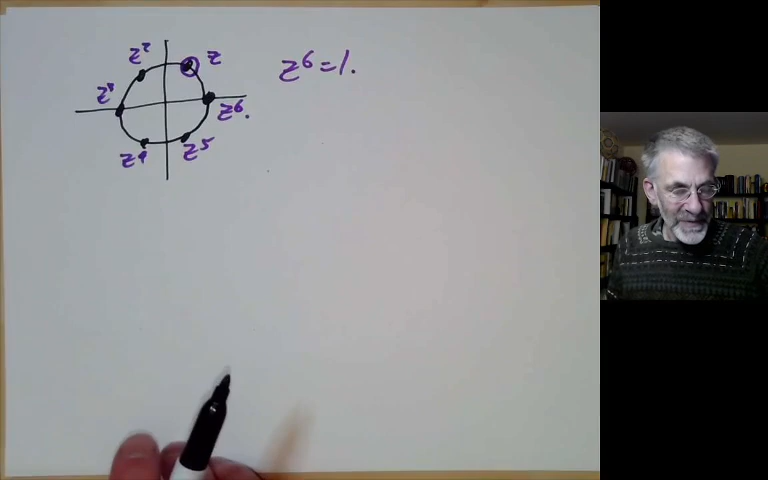 z² z
z⁶ = 1.
z³
z⁶.
z⁴ z⁵